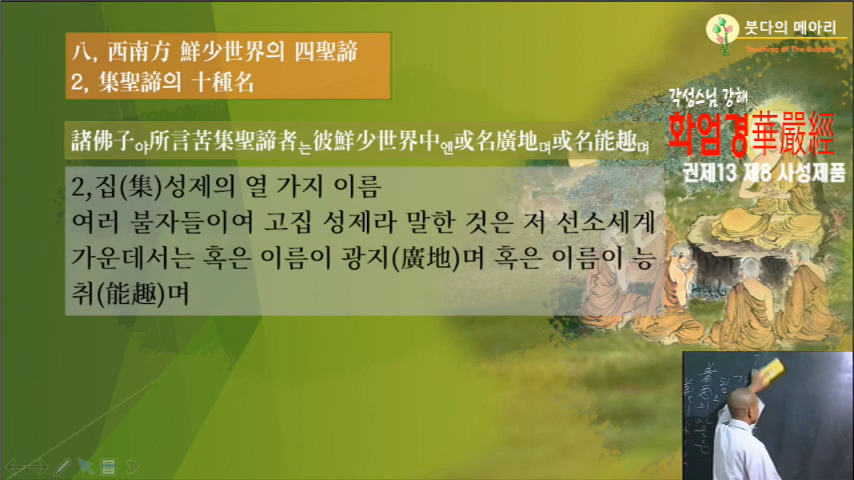 八, 西南方 鮮少世界의 四聖諦
2, 集聖諦의 十種名
諸佛子야所言苦集聖諦者는彼鮮少世界中엔或名廣地며或名能趣며
2,집(集)성제의 열 가지 이름
여러 불자들이여 고집 성제라 말한 것은 저 선소세계
가운데서는 혹은 이름이 광지(廣地)며 혹은 이름이 능
취(能趣)며
붓다의 메아리
Teaching of The Buddha
각성스님 강해
화엄경華嚴經
권제13 제8 사성제품